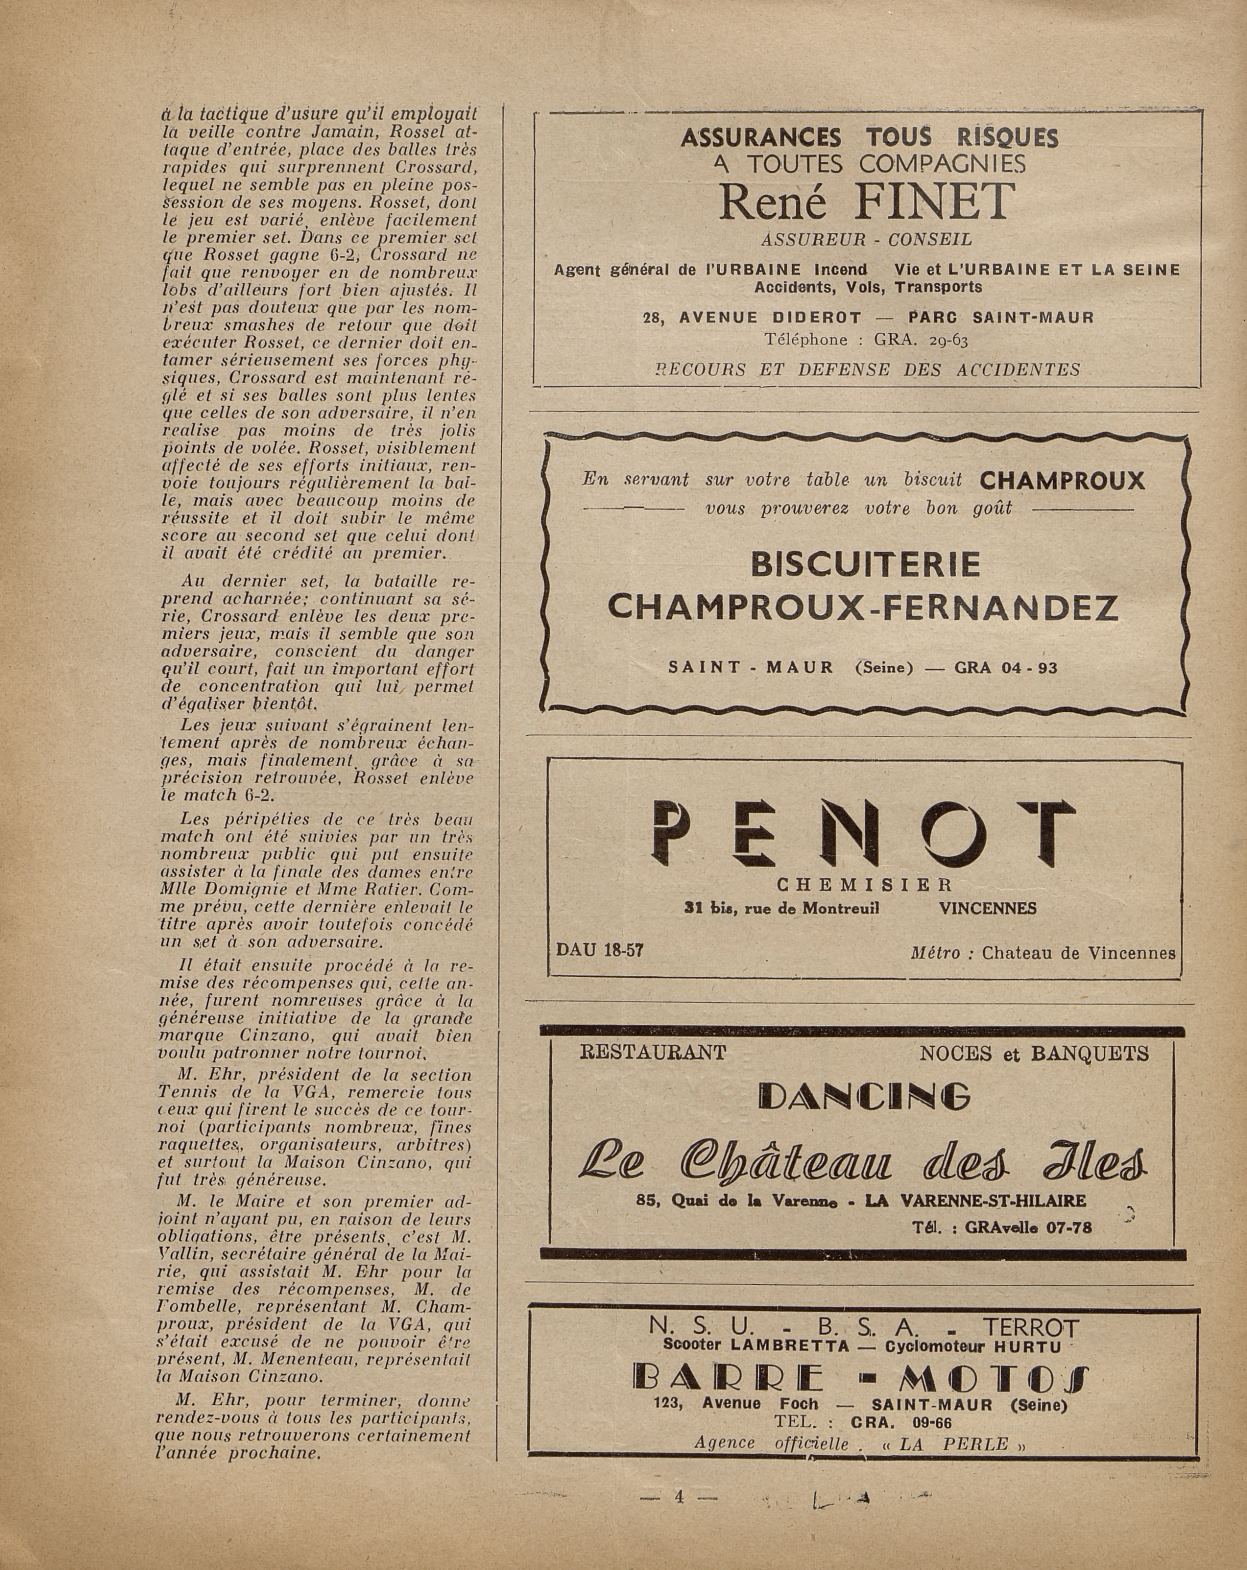 à la tactique d'usure qu'il employait
la veille contre Jamain, Rossel at-
taque d'entrée, place des balles très
rapides qui surprennent Crossard,
lequel ne semble pas en pleine pos-
session de ses moyens. Rosset, dont
le jeu est varié, enlève facilement
le premier set. Dans ce premier set
que Rosset gagne 6-2, Crossard ne
fait que renvoyer en de nombreux
lobs d'ailleurs fort bien ajustés. Il
n'est pas douteux que par les nom-
breux smashes de retour que doit
exécuter Rosset, ce dernier doit en-
tamer sérieusement ses forces phy-
siques, Crossard est maintenant ré-
glé et si ses balles sont plus lentes
que celles de son adversaire, il n'en
realise pas moins de très jolis
points de volée. Rosset, visiblement
affecté de ses efforts initiaux, ren-
voie toujours régulièrement la bal-
le, mais avec beaucoup moins de
réussite et il doit subir le même
score au second set que celui dont
il avait été crédité au premier.
Au dernier set, la bataille re-
prend acharnée; continuant sa sé-
rie, Crossard enlève les deux pre-
miers jeux, mais il semble que son
adversaire, conscient du danger
qu'il court, fait un important effort
de concentration qui lui permet
d'égaliser bientôt.
Les jeux suivant s'égrainent len-
tement après de nombreux échan-
ges, mais finalement grâce à sa
précision retrouvée, Rosset enlève
le match 6-2.
Les péripéties de ce très beau
match ont été suivies par un très
nombreux public qui put ensuite
assister à la finale des dames entre
Mlle Domignie et Mme Ratier. Com-
me prévu, cette dernière enlevait le
titre après avoir toutefois concédé
un set à son adversaire.
Il était ensuite procédé à la re-
mise des récompenses qui, cette an-
née, furent nomreuses grâce à la
généreuse initiative de la grande
marque Cinzano, qui avait bien
voulu patronner notre tournoi.
M. Ehr, président de la section
Tennis de la VGA, remercie tous
ceux qui firent le succès de ce tour-
noi (participants nombreux, fines
raquettes, organisateurs, arbitres)
et surtout la Maison Cinzano, qui
fut très généreuse.
M. le Maire et son premier ad-
joint n'ayant pu, en raison de leurs
obligations, être présents, c'est M.
Vallin, secrétaire général de la Mai-
rie, qui assistait M. Ehr pour la
remise des récompenses, M. de
Fombelle, représentant M. Cham-
proux, président de la VGA, qui
s'était excusé de ne pouvoir être
présent, M. Menenteau, représentait
la Maison Cinzano.
M. Ehr, pour terminer, donne
rendez-vous à tous les participants,
que nous retrouverons certainement
l'année prochaine.
ASSURANCES TOUS RISQUES
A TOUTES COMPAGNIES
René FINET
ASSUREUR - CONSEIL
Agent général de l'URBAINE Incend Vie et L'URBAINE ET LA SEINE
Accidents, Vols, Transports
28, AVENUE DIDEROT — PARC SAINT-MAUR
Téléphone : GRA. 29-63
RECOURS ET DEFENSE DES ACCIDENTES
En servant sur votre table un biscuit CHAMPROUX
vous prouverez votre bon goût
BISCUITERIE
CHAMPROUX-FERNANDEZ
SAINT - MAUR (Seine) — GRA 04 - 93
PENOT
CHEMISIER
31 bis, rue de Montreuil VINCENNES
DAU 18-57 Métro : Chateau de Vincennes
RESTAURANT NOCES et BANQUETS
DANCING
Le Château des Iles
85, Quai de la Varenne - LA VARENNE-ST-HILAIRE
Tél. : GRAvelle 07-78
N. S. U. - B. S. A. - TERROT
Scooter LAMBRETTA — Cyclomoteur HURTU
BARRE - MOTOS
123, Avenue Foch — SAINT-MAUR (Seine)
TEL. : GRA. 09-66
Agence officielle . « LA PERLE »
— 4 —